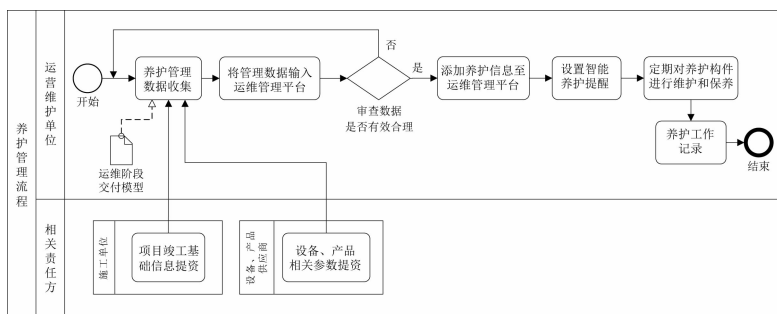 养护管理流程
运营维护单位
开始
养护管理
数据收集
将管理数据输入
运维管理平台
否
是
审查数据
是否有效合理
添加养护信息至
运维管理平台
设置智能
养护提醒
定期对养护构件
进行维护和保养
养护工作
记录
结束
运维阶段
交付模型
相关责任方
施工单位
项目竣工基
础信息提资
设备、产品
供应商
设备、产品
相关参数提资